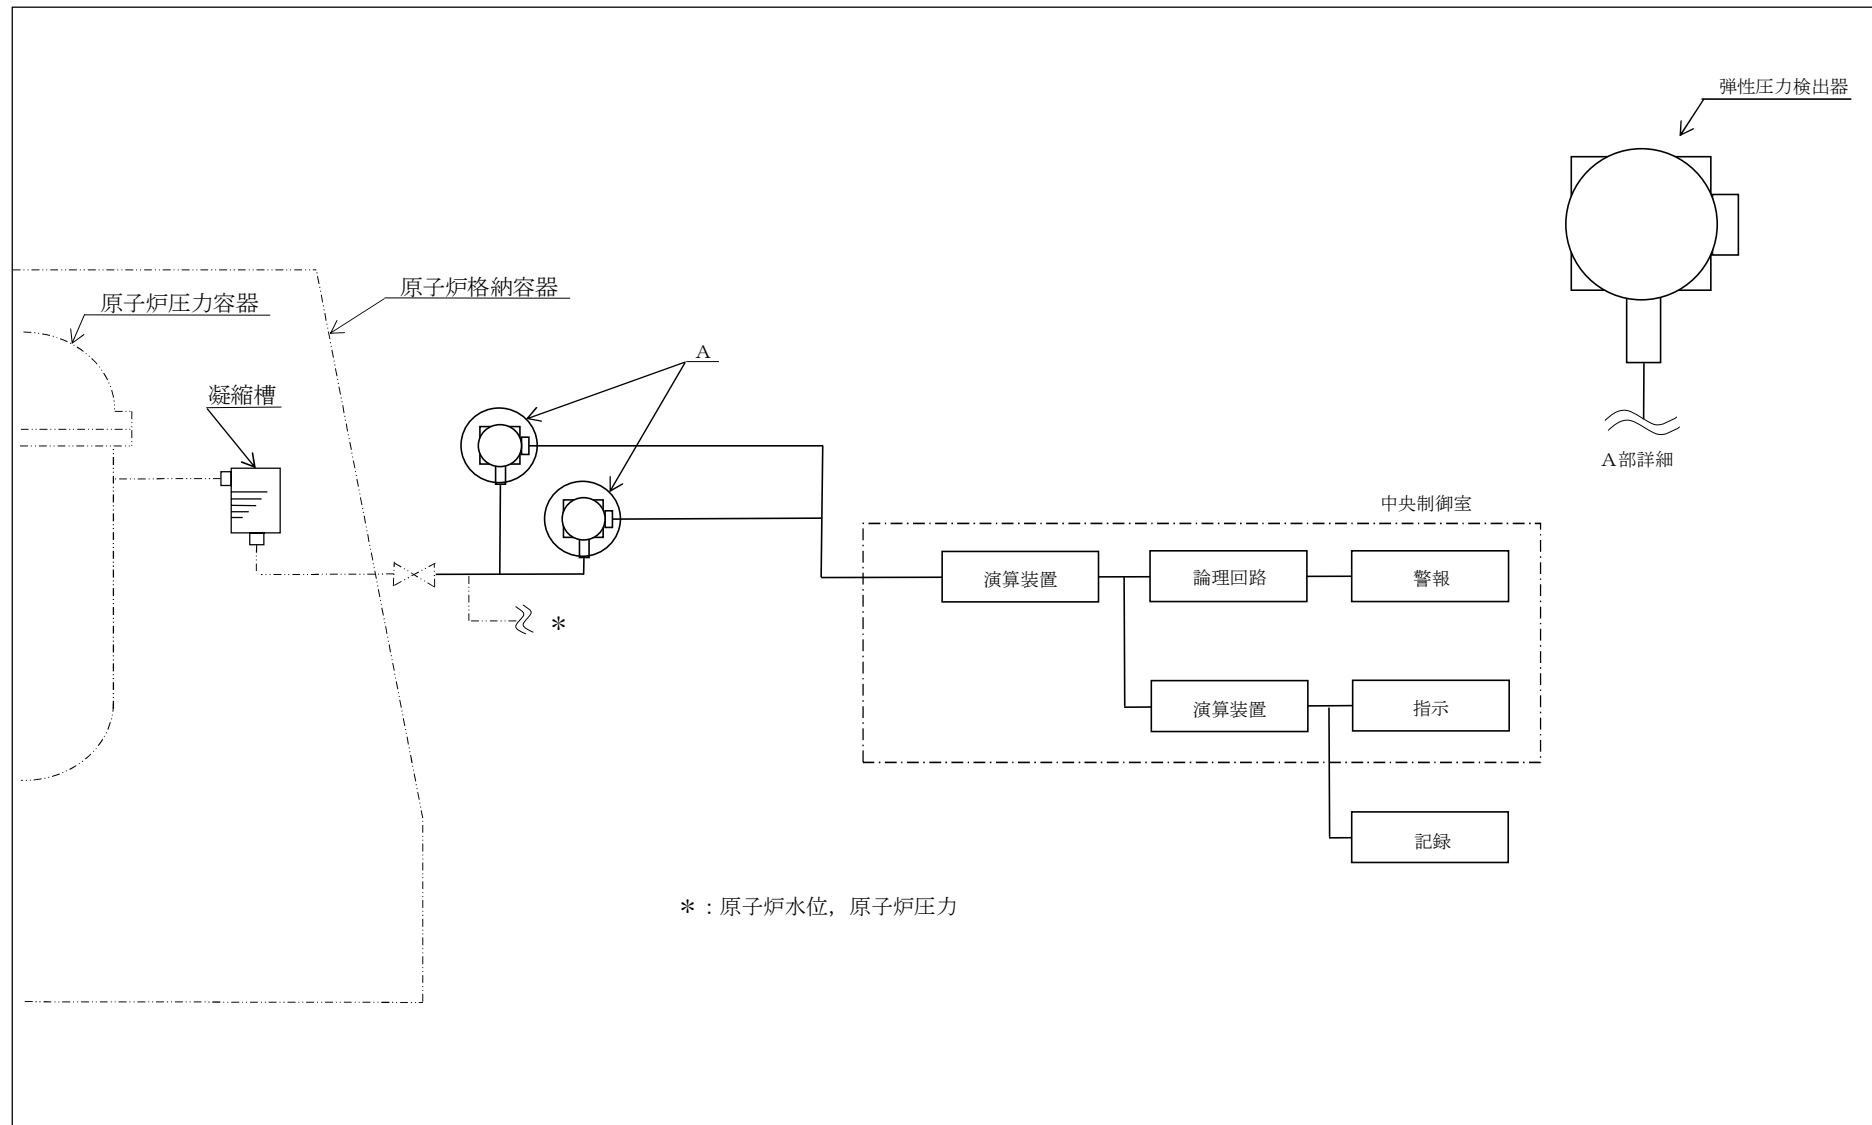 弾性圧力検出器
原子炉格納容器
原子炉圧力容器
A
凝縮槽
A部詳細
中央制御室
演算装置
論理回路
警報
＊
演算装置
指示
記録
＊：原子炉水位，原子炉圧力